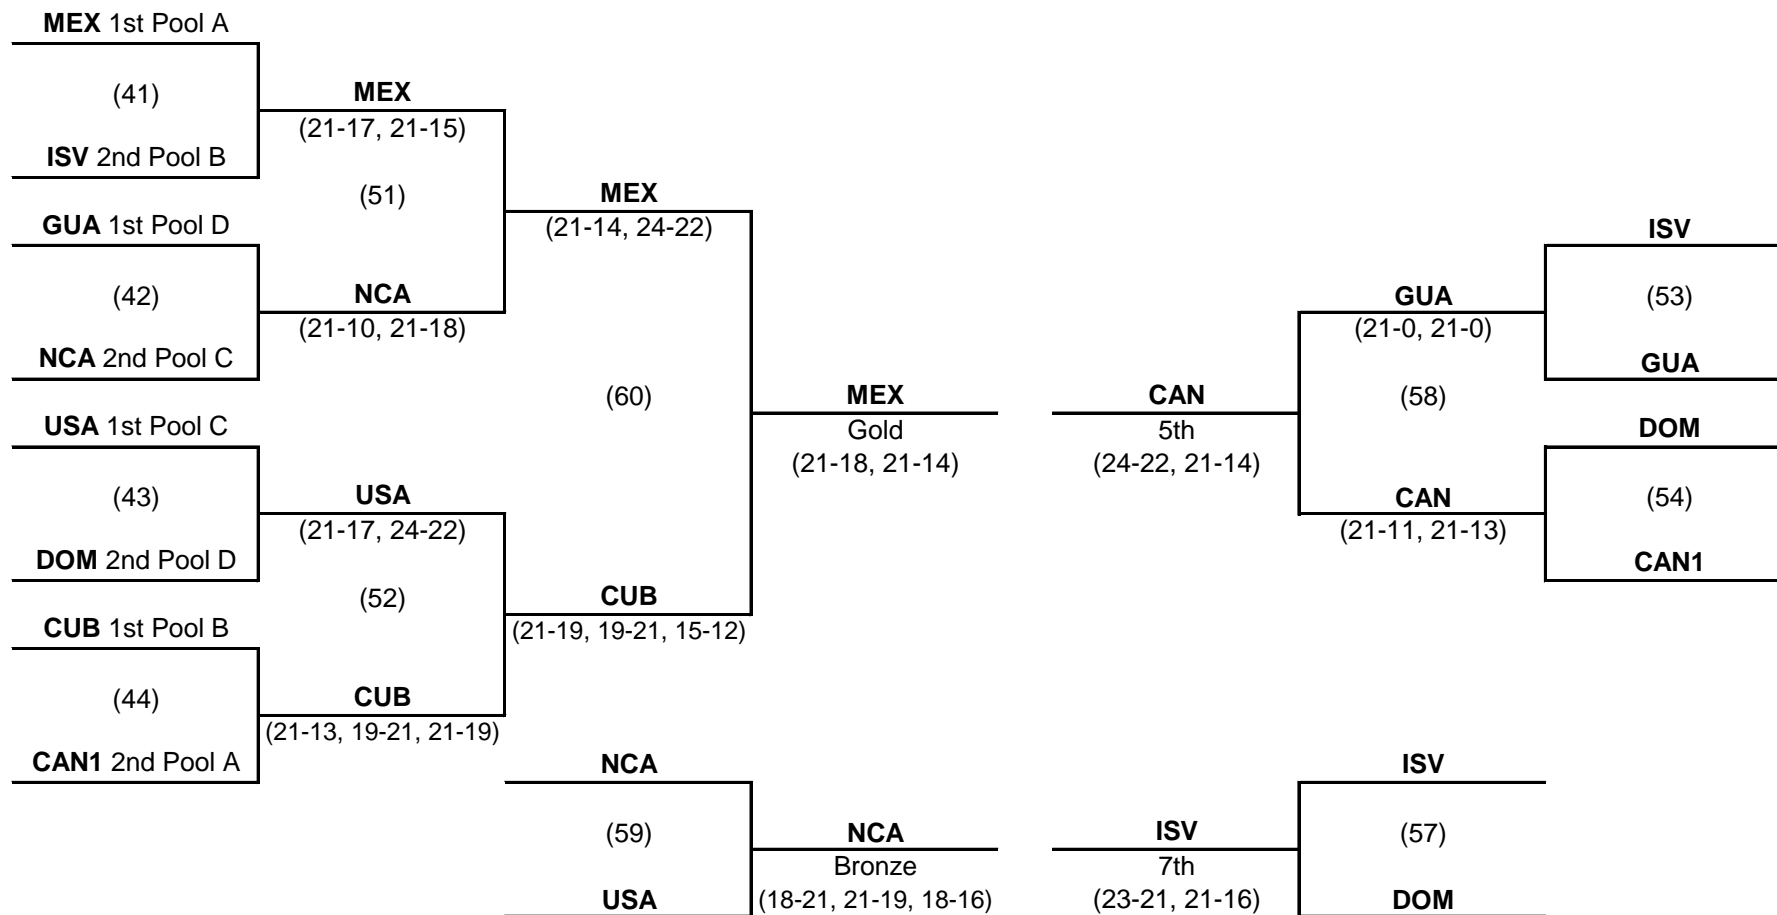 MEX 1st Pool A
(41)
ISV 2nd Pool B
MEX
(21-17, 21-15)
(51)
GUA 1st Pool D
(42)
NCA 2nd Pool C
NCA
(21-10, 21-18)
MEX
(21-14, 24-22)
(60)
USA 1st Pool C
(43)
DOM 2nd Pool D
USA
(21-17, 24-22)
(52)
CUB 1st Pool B
(44)
CAN1 2nd Pool A
CUB
(21-13, 19-21, 21-19)
CUB
(21-19, 19-21, 15-12)
MEX
Gold
(21-18, 21-14)
NCA
(59)
USA
NCA
Bronze
(18-21, 21-19, 18-16)
CAN
5th
(24-22, 21-14)
GUA
(21-0, 21-0)
(58)
CAN
(21-11, 21-13)
ISV
(53)
GUA
DOM
(54)
CAN1
ISV
7th
(23-21, 21-16)
ISV
(57)
DOM